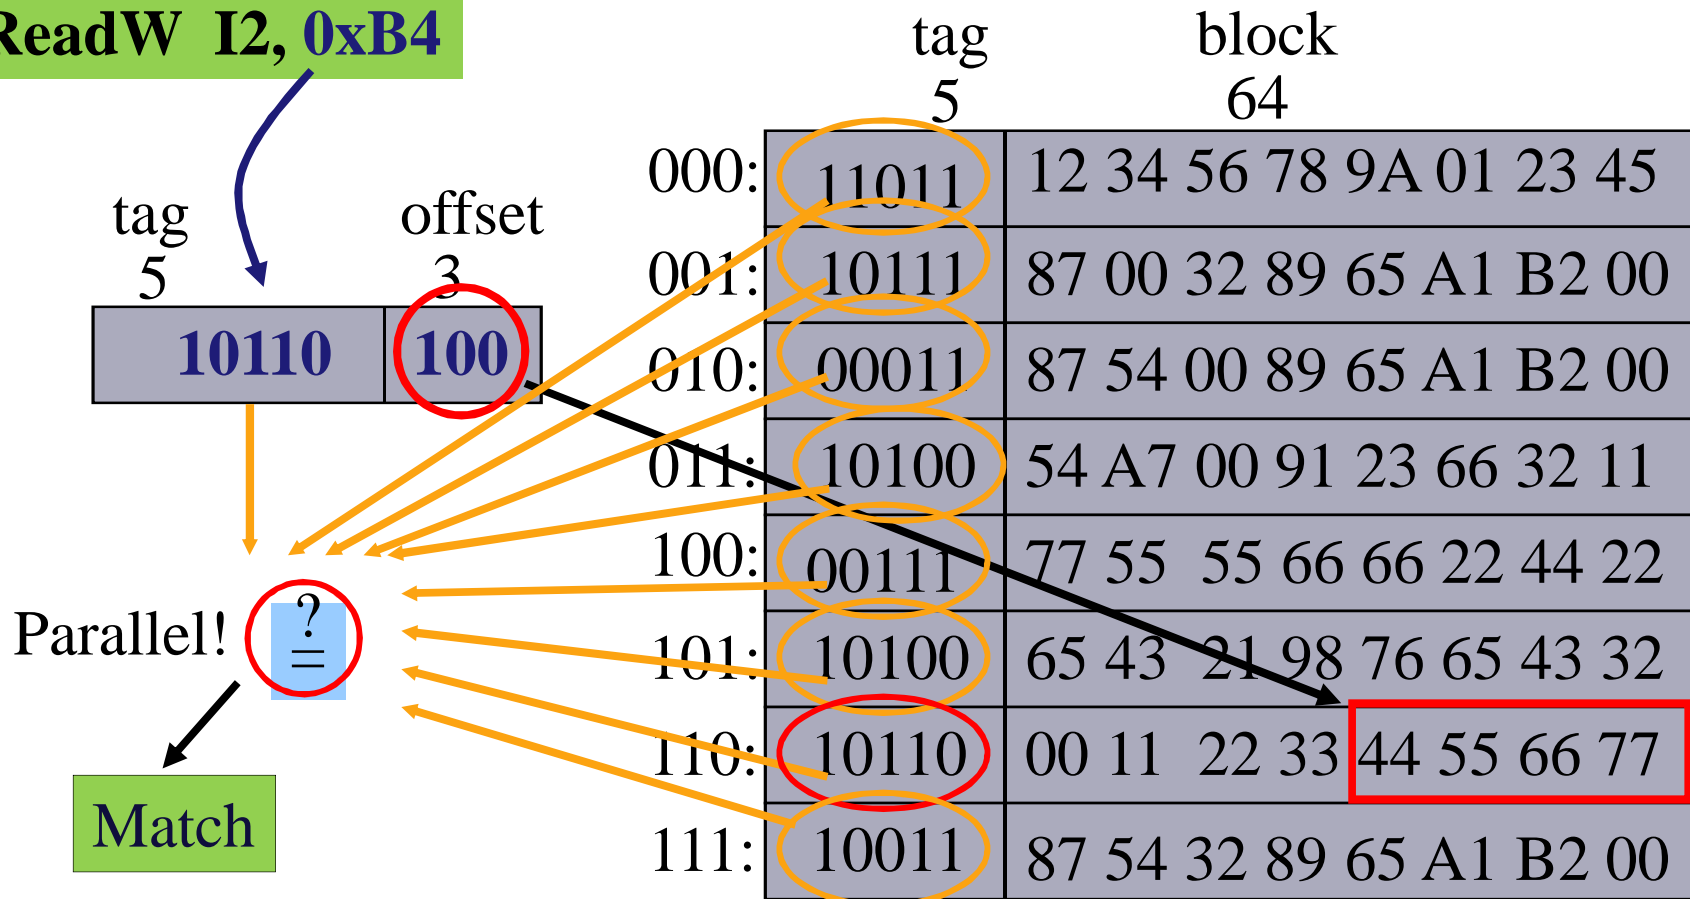 ReadW I2, 0xB4
tag block
5 64
tag offset
5 3
10110 100
000: 11011 12 34 56 78 9A 01 23 45
001: 10111 87 00 32 89 65 A1 B2 00
010: 00011 87 54 00 89 65 A1 B2 00
011: 10100 54 A7 00 91 23 66 32 11
100: 00111 77 55 55 66 66 22 44 22
101: 10100 65 43 21 98 76 65 43 32
110: 10110 00 11 22 33 44 55 66 77
111: 10011 87 54 32 89 65 A1 B2 00
Parallel! ?
=
Match